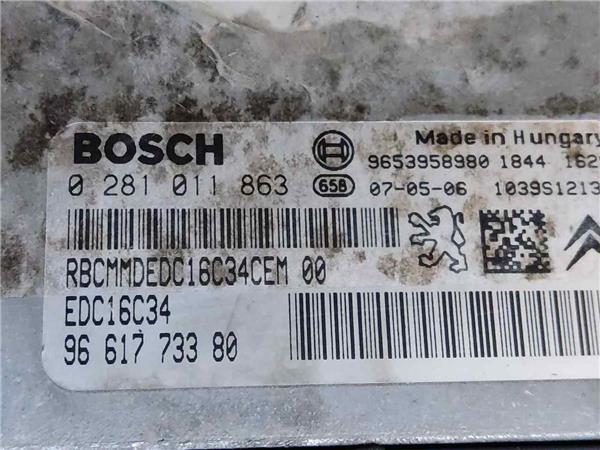 BOSCH
Made in Hungary
9653958980 1844
0 281 011 863
658 07-05-06
RBCMMDEDC16C34CEM 00
EDC16C34
96 617 733 80